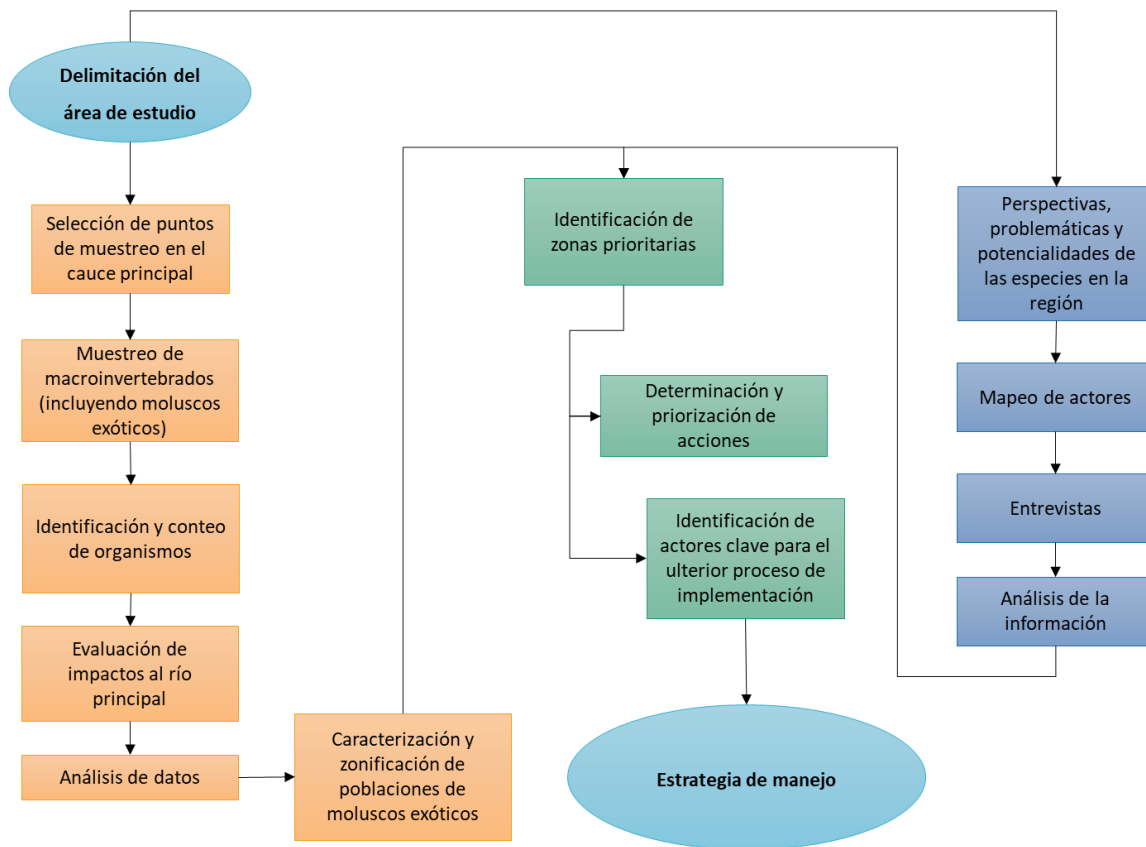 Delimitación del
área de estudio
Selección de puntos
de muestreo en el
cauce principal
Muestreo de
macroinvertebrados
(incluyendo moluscos
exóticos)
Identificación y conteo
de organismos
Evaluación de
impactos al río
principal
Análisis de datos
Caracterización y
zonificación de
poblaciones de
moluscos exóticos
Identificación de
zonas prioritarias
Determinación y
priorización de
acciones
Identificación de
actores clave para el
ulterior proceso de
implementación
Estrategia de manejo
Perspectivas,
problemáticas y
potencialidades de
las especies en la
región
Mapeo de actores
Entrevistas
Análisis de la
información